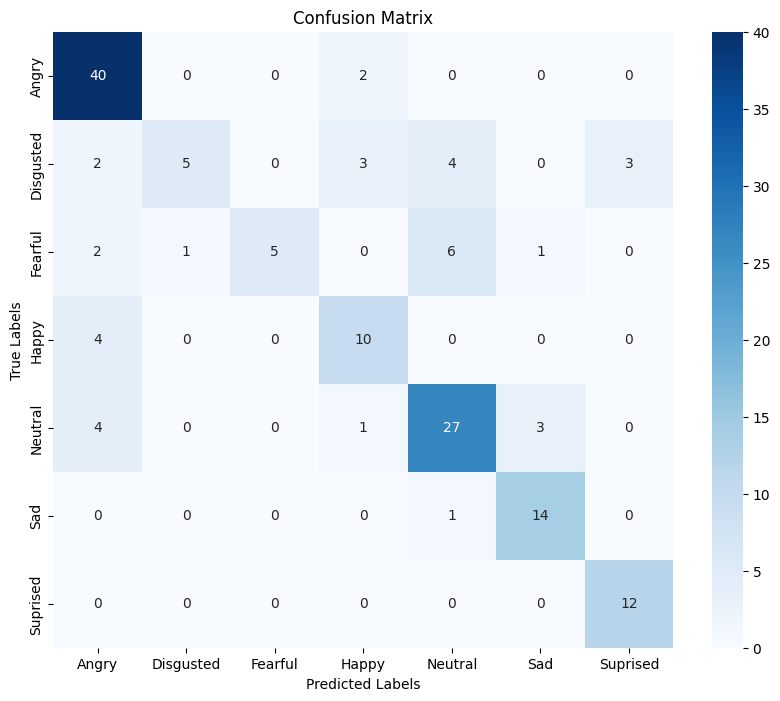 Confusion Matrix
Angry 40 0 0 2 0 0 0
Disgusted 2 5 0 3 4 0 3
Fearful 2 1 5 0 6 1 0
Happy 4 0 0 10 0 0 0
Neutral 4 0 0 1 27 3 0
Sad 0 0 0 0 1 14 0
Suprised 0 0 0 0 0 0 12
Angry Disgusted Fearful Happy Neutral Sad Suprised
Predicted Labels
True Labels
40
35
30
25
20
15
10
5
0